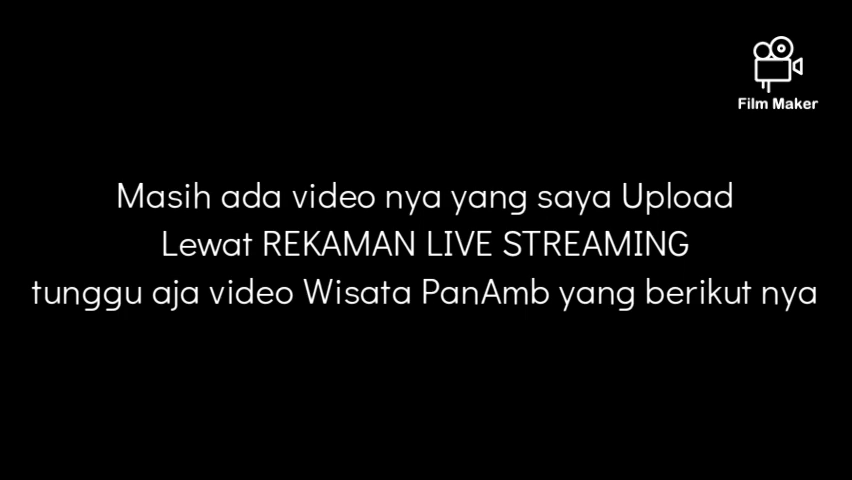 Film Maker
Masih ada video nya yang saya Upload
Lewat REKAMAN LIVE STREAMING
tunggu aja video Wisata PanAmb yang berikut nya